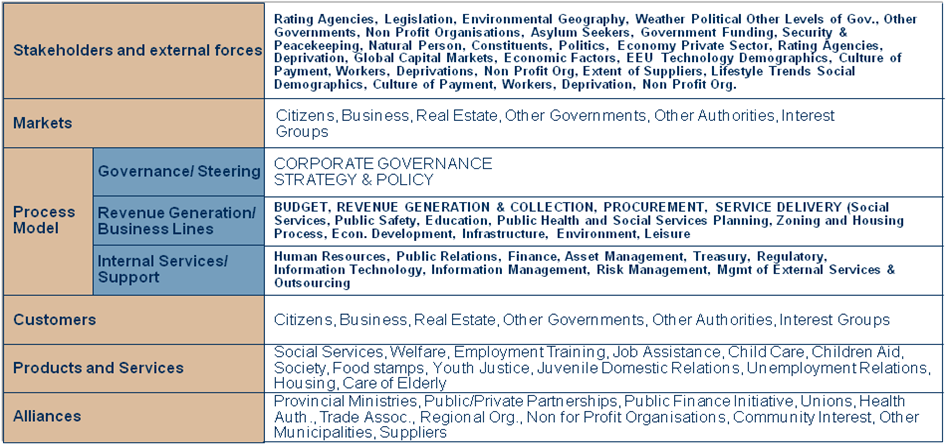 Stakeholders and external forces
Rating Agencies, Legislation, Environmental Geography, Weather Political Other Levels of Gov., Other
Governments, Non Profit Organisations, Asylum Seekers, Government Funding, Security &
Peacekeeping, Natural Person, Constituents, Politics, Economy Private Sector, Rating Agencies,
Deprivation, Global Capital Markets, Economic Factors, EEU Technology Demographics, Culture of
Payment, Workers, Deprivations, Non Profit Org, Extent of Suppliers, Lifestyle Trends Social
Demographics, Culture of Payment, Workers, Deprivation, Non Profit Org.
Markets
Citizens, Business, Real Estate, Other Governments, Other Authorities, Interest
Groups
Process
Model
Governance/ Steering
CORPORATE GOVERNANCE
STRATEGY & POLICY
Revenue Generation/
Business Lines
BUDGET, REVENUE GENERATION & COLLECTION, PROCUREMENT, SERVICE DELIVERY (Social
Services, Public Safety, Education, Public Health and Social Services Planning, Zoning and Housing
Process, Econ. Development, Infrastructure, Environment, Leisure
Internal Services/
Support
Human Resources, Public Relations, Finance, Asset Management, Treasury, Regulatory,
Information Technology, Information Management, Risk Management, Mgmt of External Services &
Outsourcing
Customers
Citizens, Business, Real Estate, Other Governments, Other Authorities, Interest Groups
Products and Services
Social Services, Welfare, Employment Training, Job Assistance, Child Care, Children Aid,
Society, Food stamps, Youth Justice, Juvenile Domestic Relations, Unemployment Relations,
Housing, Care of Elderly
Alliances
Provincial Ministries, Public/Private Partnerships, Public Finance Initiative, Unions, Health
Auth., Trade Assoc., Regional Org., Non for Profit Organisations, Community Interest, Other
Municipalities, Suppliers